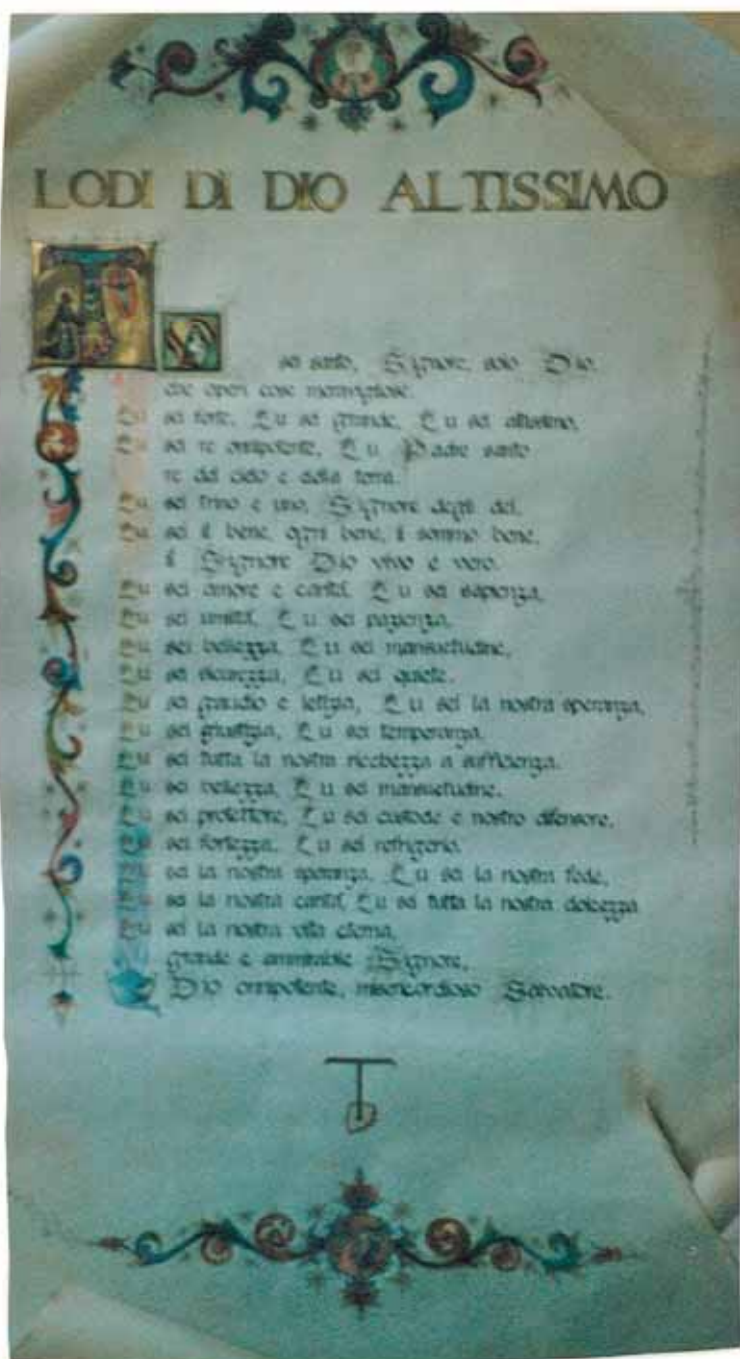 LODI DI DIO ALTISSIMO
TU sei santo, Signore, solo Dio,
che operi cose meravigliose.
Tu sei forte, Tu sei grande, Tu sei altissimo,
Tu sei re onnipotente, Tu Padre santo
re del cielo e della terra.
Tu sei trino e uno, Signore degli dei,
Tu sei il bene, ogni bene, il sommo bene,
il Signore Dio vivo e vero.
Tu sei amore e carità, Tu sei sapienza,
Tu sei umiltà, Tu sei pazienza,
Tu sei bellezza, Tu sei mansuetudine,
Tu sei sicurezza, Tu sei quiete.
Tu sei gaudio e letizia, Tu sei la nostra speranza,
Tu sei giustizia, Tu sei temperanza,
Tu sei tutta la nostra ricchezza a sufficienza.
Tu sei bellezza, Tu sei mansuetudine.
Tu sei protettore, Tu sei custode e nostro difensore,
Tu sei fortezza, Tu sei refrigerio.
Tu sei la nostra speranza, Tu sei la nostra fede,
Tu sei la nostra carità, Tu sei tutta la nostra dolcezza
Tu sei la nostra vita eterna,
grande e ammirabile Signore,
Dio onnipotente, misericordioso Salvatore.